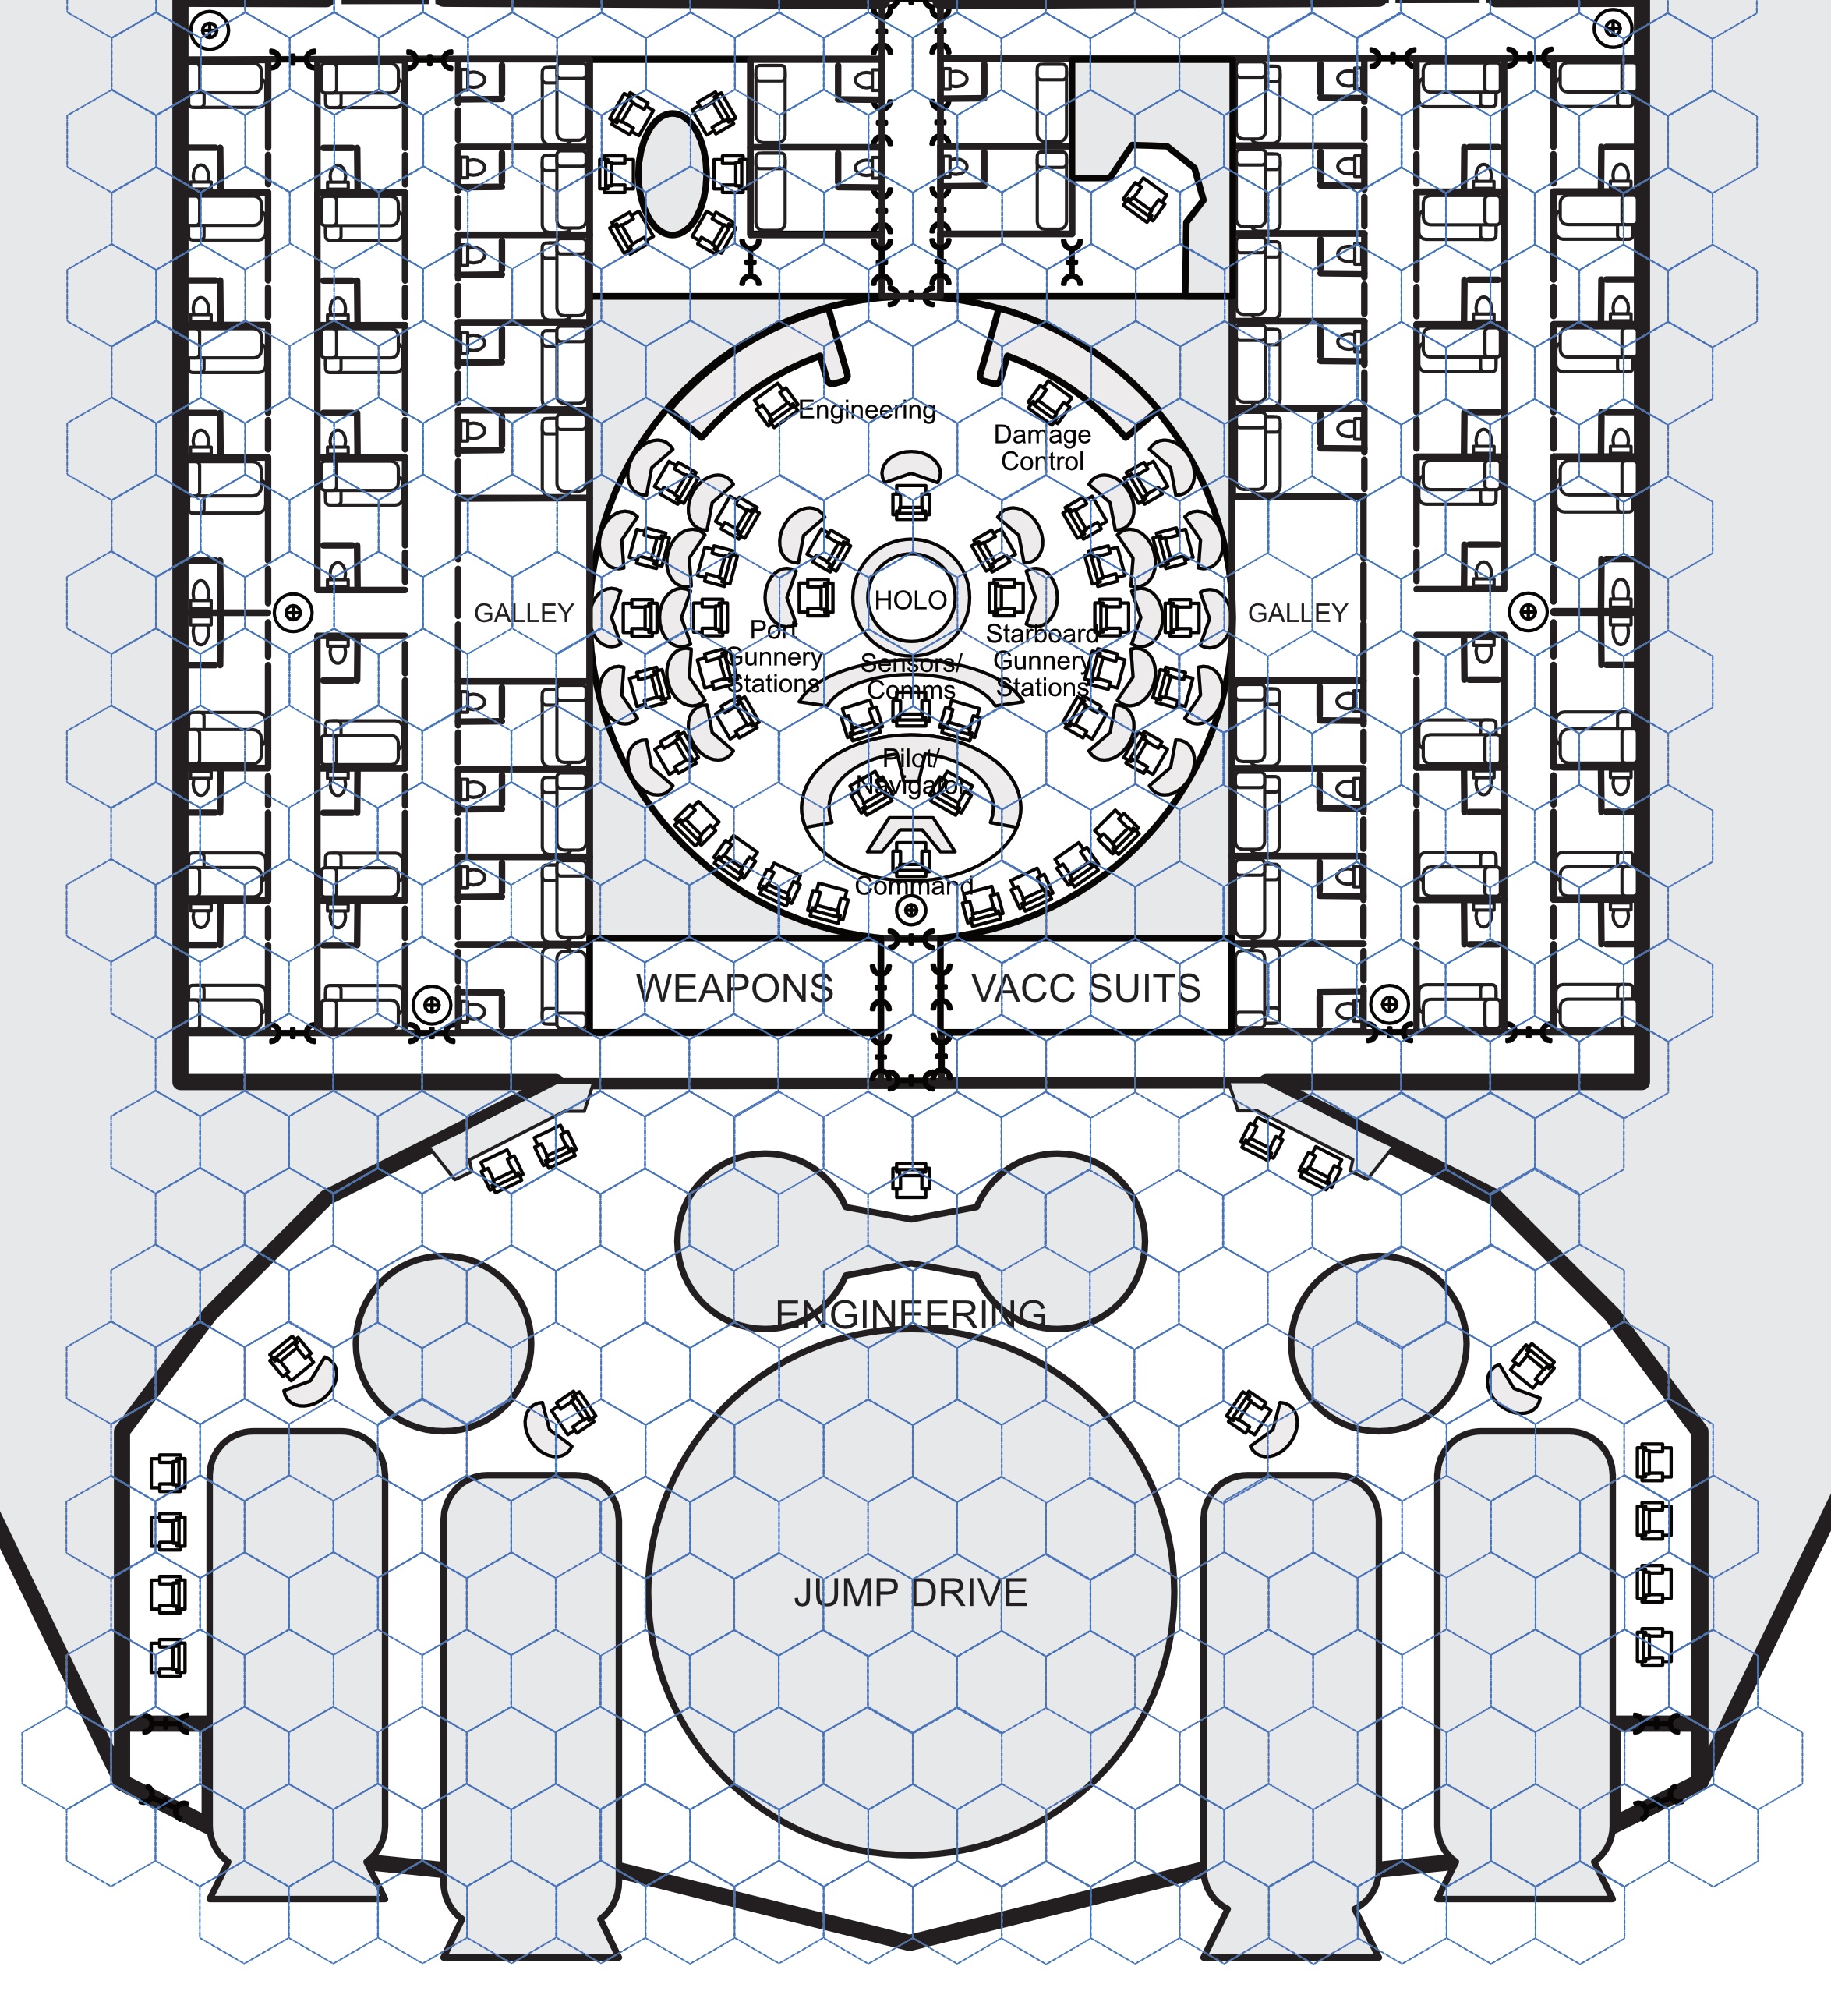 Engineering
Damage
Control
GALLEY
HOLO
GALLEY
Port
Gunnery
Stations
Starboard
Gunnery
Stations
Sensors/
Comms
Pilot/
Navigator
Command
WEAPONS
VACC SUITS
ENGINEERING
JUMP DRIVE